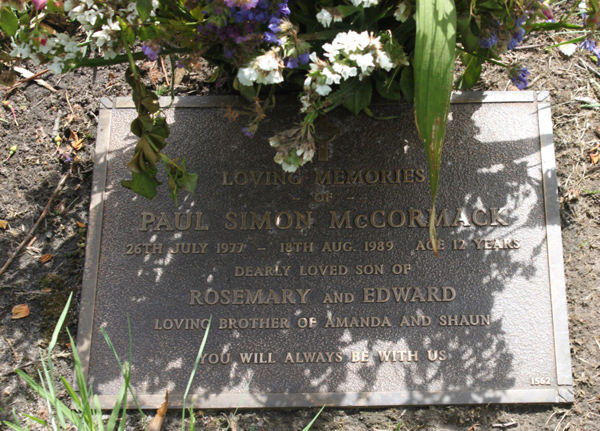 LOVING MEMORIES
- OF -
PAUL SIMON McCORMACK
26TH JULY 1977 - 18TH AUG. 1989 AGE 12 YEARS
DEARLY LOVED SON OF
ROSEMARY AND EDWARD
LOVING BROTHER OF AMANDA AND SHAUN
YOU WILL ALWAYS BE WITH US
1562